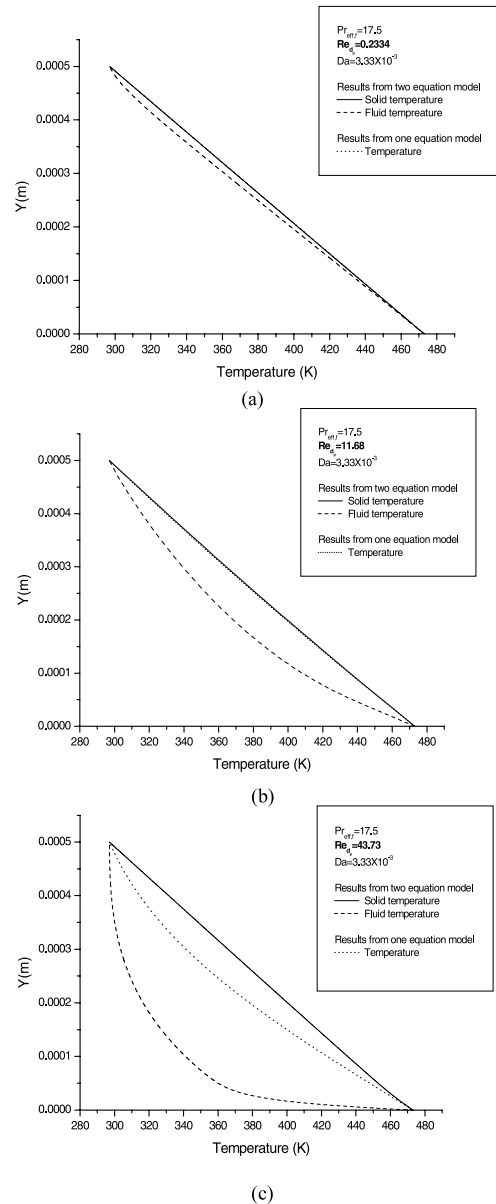 Pr_eff,f=17.5
Re_d_p=0.2334
Da=3.33X10^-3
Results from two equation model
Solid temperature
Fluid tempreature
Results from one equation model
Temperature
0.0005
0.0004
0.0003
0.0002
0.0001
0.0000
Y(m)
280 300 320 340 360 380 400 420 440 460 480
Temperature (K)
(a)
Pr_eff,f=17.5
Re_d_p=11.68
Da=3.33X10^-3
Results from two equation model
Solid temperature
Fluid temperature
Results from one equation model
Temperature
0.0005
0.0004
0.0003
0.0002
0.0001
0.0000
Y(m)
280 300 320 340 360 380 400 420 440 460 480
Temperature (K)
(b)
Pr_eff,f=17.5
Re_d_p=43.73
Da=3.33X10^-3
Results from two equation model
Solid temperature
Fluid temperature
Results from one equation model
Temperature
0.0005
0.0004
0.0003
0.0002
0.0001
0.0000
Y(m)
280 300 320 340 360 380 400 420 440 460 480
Temperature (K)
(c)